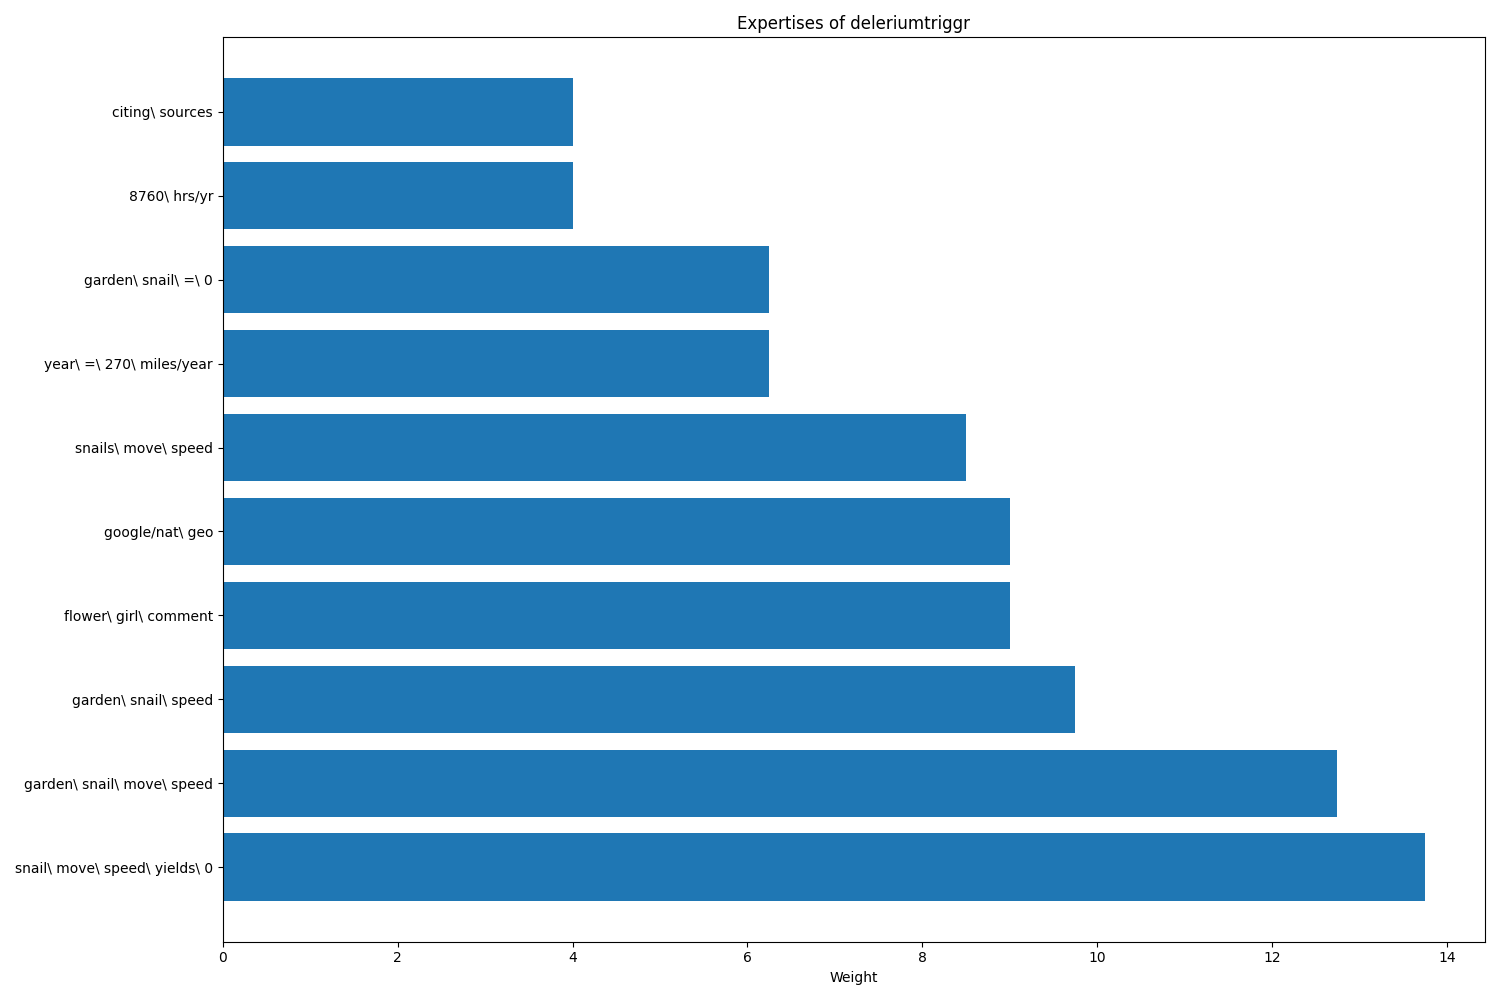 Expertises of deleriumtriggr
citing\ sources
8760\ hrs/yr
garden\ snail\ =\ 0
year\ =\ 270\ miles/year
snails\ move\ speed
google/nat\ geo
flower\ girl\ comment
garden\ snail\ speed
garden\ snail\ move\ speed
snail\ move\ speed\ yields\ 0
0 2 4 6 8 10 12 14
Weight